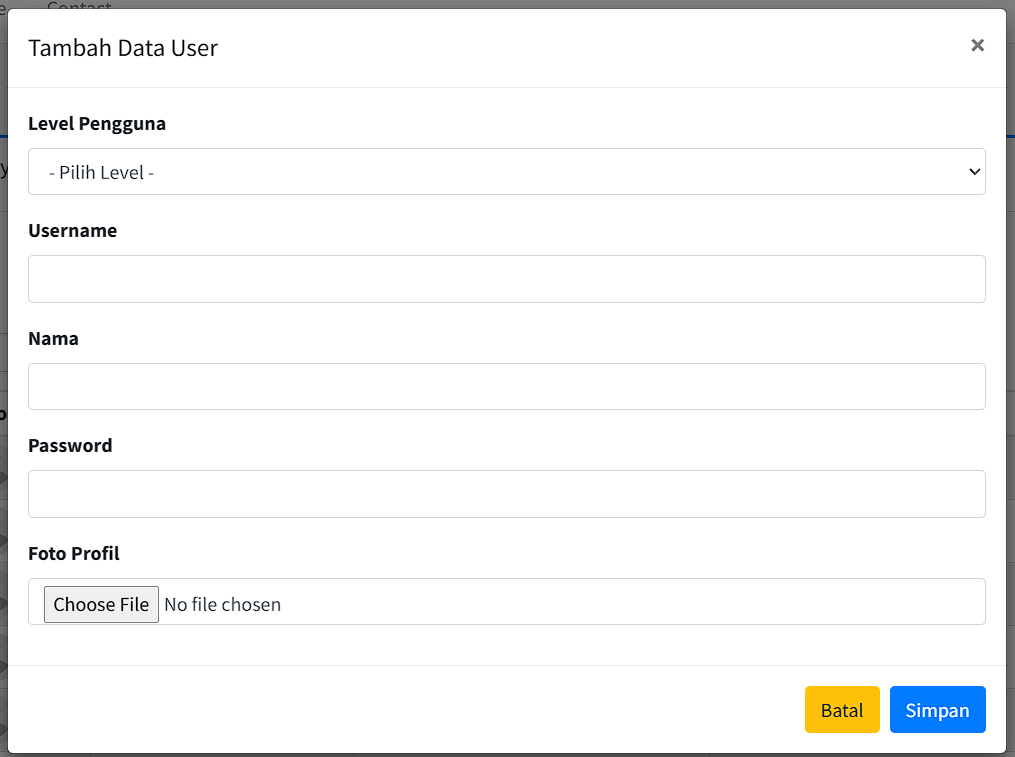 Contact
Tambah Data User
×
Level Pengguna
- Pilih Level -
Username
Nama
Password
Foto Profil
Choose File No file chosen
Batal Simpan